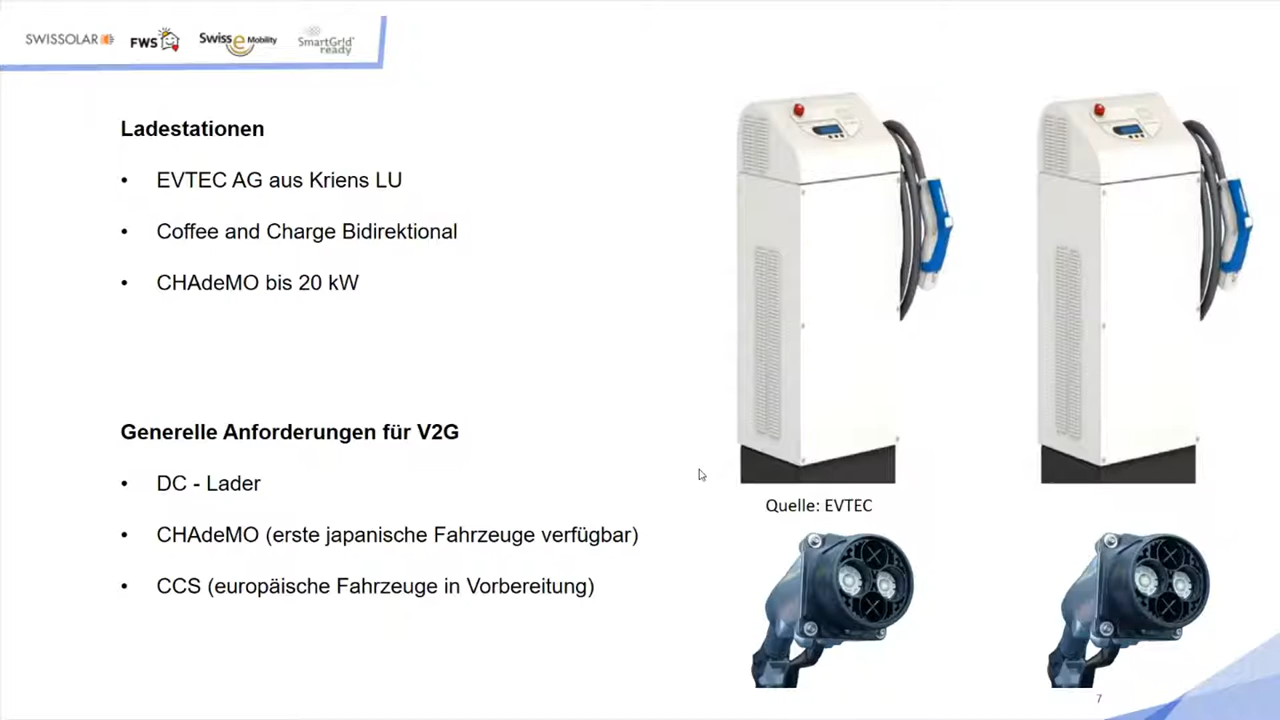 SWISSOLAR
FWS
Swiss eMobility
SmartGrid ready
Ladestationen
• EVTEC AG aus Kriens LU
• Coffee and Charge Bidirektional
• CHAdeMO bis 20 kW
Generelle Anforderungen für V2G
• DC - Lader
• CHAdeMO (erste japanische Fahrzeuge verfügbar)
• CCS (europäische Fahrzeuge in Vorbereitung)
Quelle: EVTEC
7